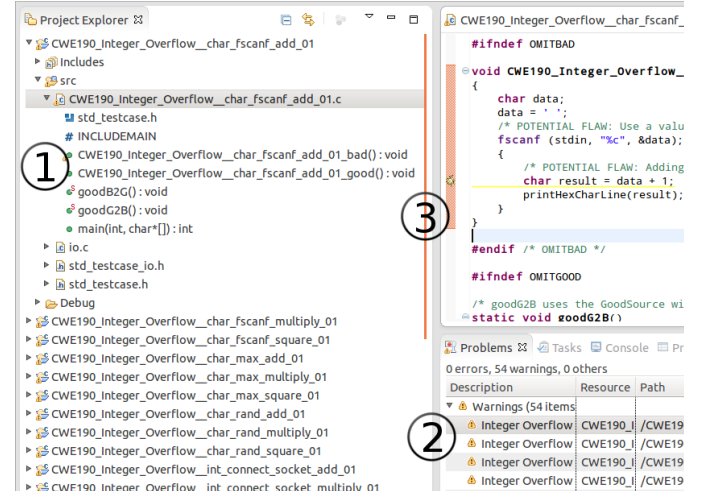 Project Explorer
CWE190_Integer_Overflow__char_fscanf_add_01
Includes
src
CWE190_Integer_Overflow__char_fscanf_add_01.c
std_testcase.h
INCLUDEMAIN
CWE190_Integer_Overflow__char_fscanf_add_01_bad() : void
CWE190_Integer_Overflow__char_fscanf_add_01_good() : void
goodB2G() : void
goodG2B() : void
main(int, char*[]) : int
io.c
std_testcase_io.h
std_testcase.h
Debug
CWE190_Integer_Overflow__char_fscanf_multiply_01
CWE190_Integer_Overflow__char_fscanf_square_01
CWE190_Integer_Overflow__char_max_add_01
CWE190_Integer_Overflow__char_max_multiply_01
CWE190_Integer_Overflow__char_max_square_01
CWE190_Integer_Overflow__char_rand_add_01
CWE190_Integer_Overflow__char_rand_multiply_01
CWE190_Integer_Overflow__char_rand_square_01
CWE190_Integer_Overflow__int_connect_socket_add_01
CWE190_Integer_Overflow__int_connect_socket_multiply_01
1
CWE190_Integer_Overflow__char_fscanf_
#ifndef OMITBAD
void CWE190_Integer_Overflow_
{
char data;
data = ' ';
/* POTENTIAL FLAW: Use a valu
fscanf (stdin, "%c", &data);
{
/* POTENTIAL FLAW: Adding
char result = data + 1;
printHexCharLine(result);
}
}
#endif /* OMITBAD */
#ifndef OMITGOOD
/* goodG2B uses the GoodSource wi
static void goodG2B()
3
Problems Tasks Console Pr
0 errors, 54 warnings, 0 others
Description Resource Path
Warnings (54 items
Integer Overflow CWE190_I /CWE19
Integer Overflow CWE190_I /CWE19
Integer Overflow CWE190_I /CWE19
Integer Overflow CWE190_I /CWE19
2